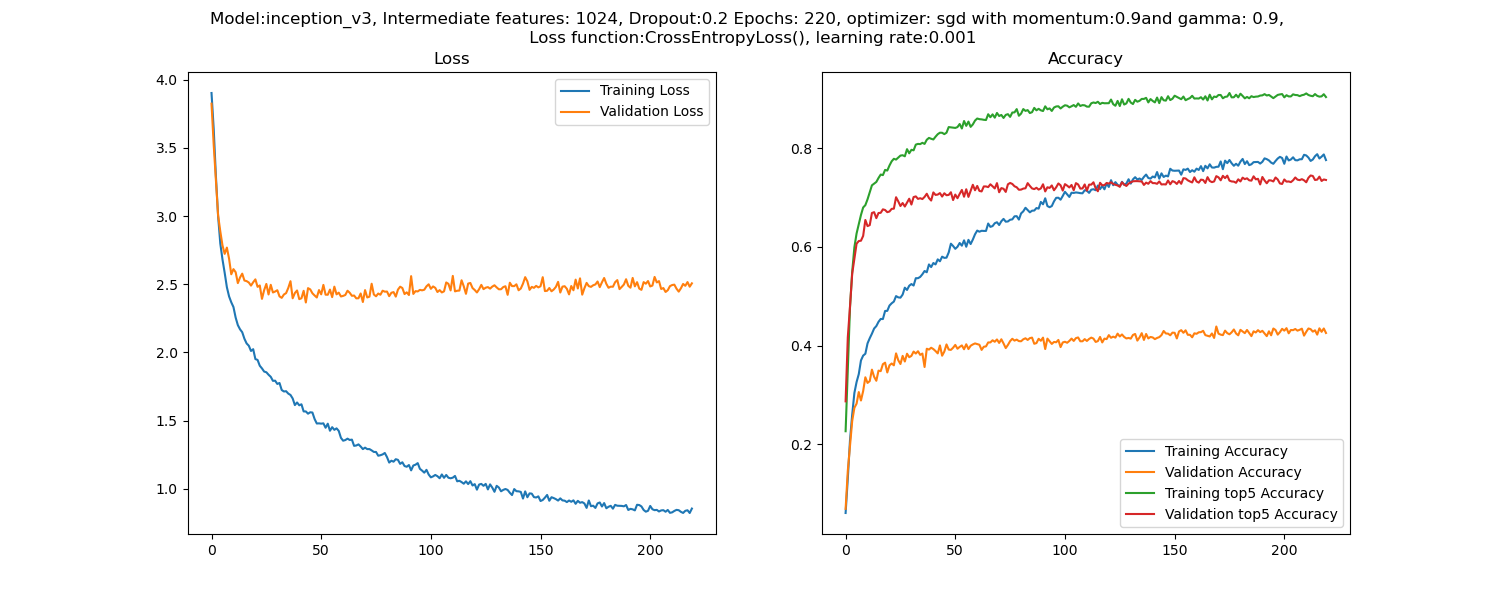 Model:inception_v3, Intermediate features: 1024, Dropout:0.2 Epochs: 220, optimizer: sgd with momentum:0.9and gamma: 0.9,
Loss function:CrossEntropyLoss(), learning rate:0.001
Loss
4.0
3.5
3.0
2.5
2.0
1.5
1.0
0
50
100
150
200
Training Loss
Validation Loss
Accuracy
0.8
0.6
0.4
0.2
0
50
100
150
200
Training Accuracy
Validation Accuracy
Training top5 Accuracy
Validation top5 Accuracy